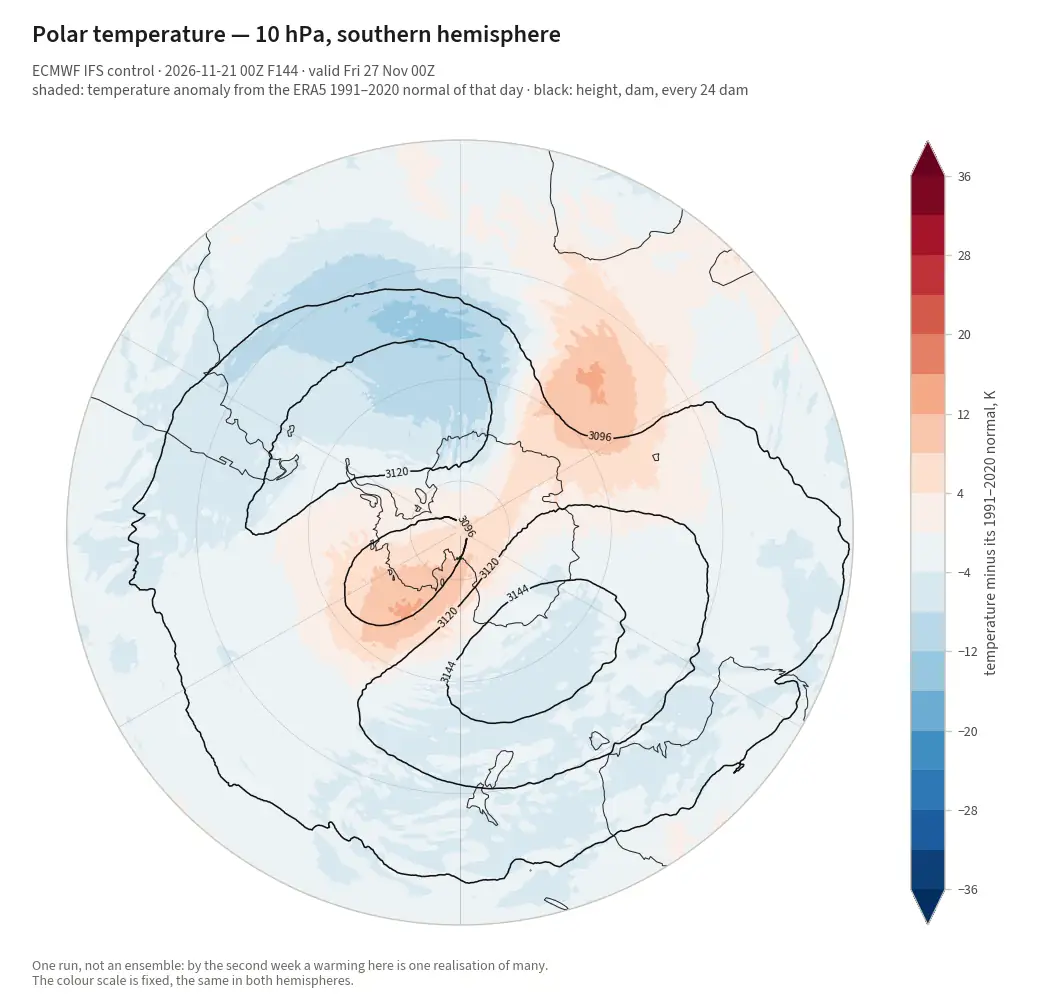 Polar temperature — 10 hPa, southern hemisphere
ECMWF IFS control · 2026-11-21 00Z F144 · valid Fri 27 Nov 00Z
shaded: temperature anomaly from the ERA5 1991–2020 normal of that day · black: height, dam, every 24 dam
36
28
20
12
4
−4
−12
−20
−28
−36
temperature minus its 1991–2020 normal, K
3096
3120
3096
3120
3144
3120
3144
One run, not an ensemble: by the second week a warming here is one realisation of many.
The colour scale is fixed, the same in both hemispheres.